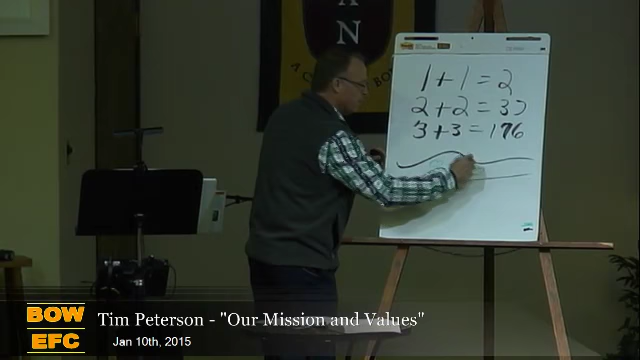 AN
1+1=2
2+2=37
3+3=176
BOW
EFC
Tim Peterson - "Our Mission and Values"
Jan 10th, 2015